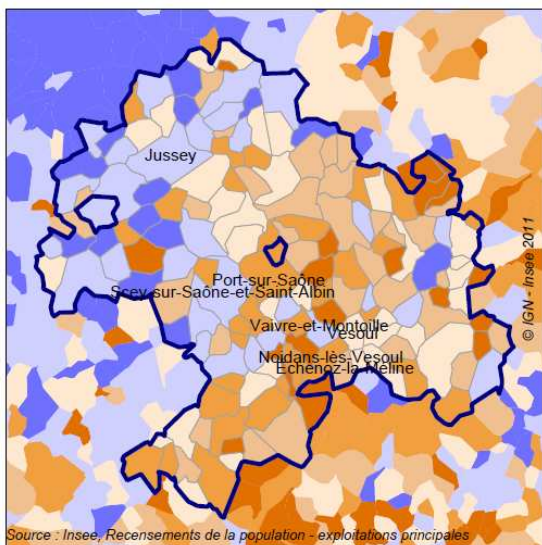 Jussey
Port-sur-Saône
Scey-sur-Saône-et-Saint-Albin
Vaivre-et-Montoille
Vesoul
Noidans-lès-Vesoul
Echenoz-la-Méline
© IGN - Insee 2011
Source : Insee, Recensements de la population - exploitations principales